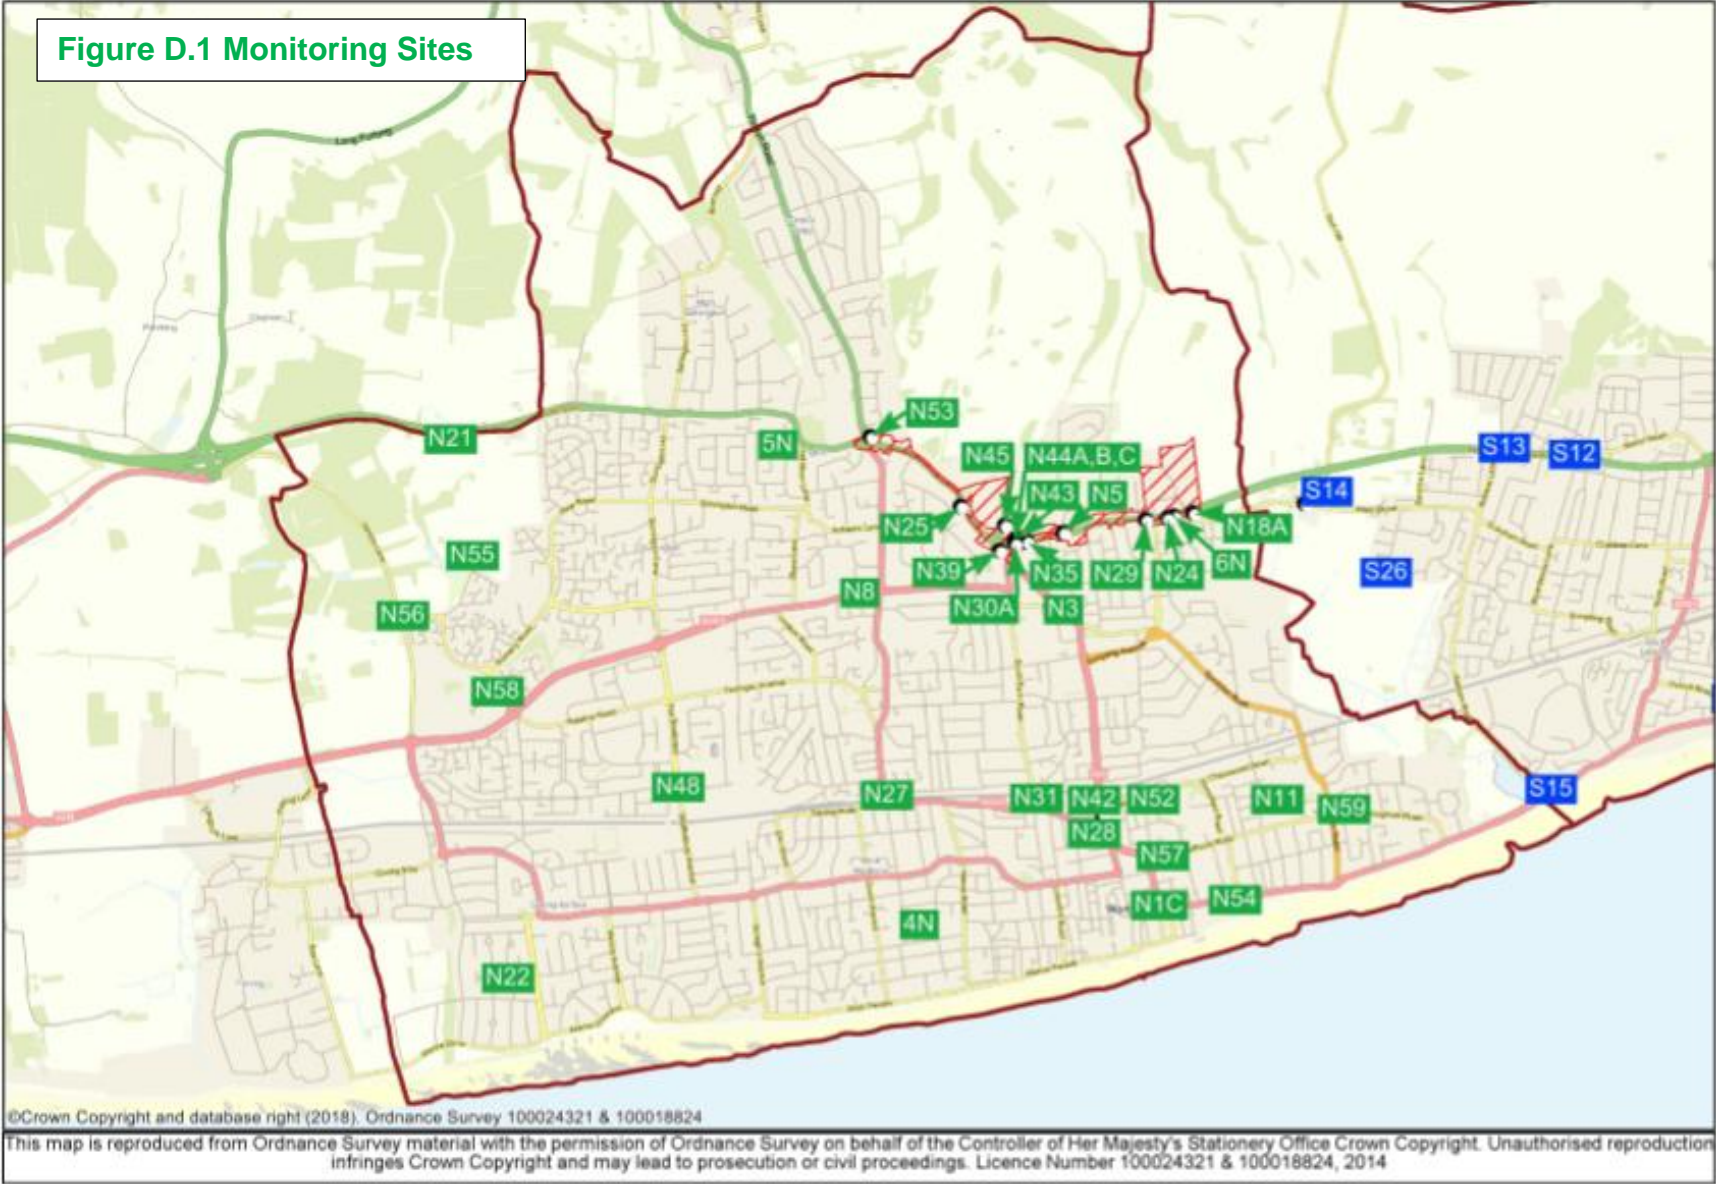 Figure D.1 Monitoring Sites
N53
N21
5N
N45
N44A,B,C
S13
S12
N43
N5
S14
N25
N18A
N55
N39
N35
N29
N24
6N
S26
N8
N56
N30A
N3
N58
N48
N27
N31
N42
N52
N11
N59
S15
N28
N57
N1C
N54
4N
N22
©Crown Copyright and database right (2018). Ordnance Survey 100024321 & 100018824
This map is reproduced from Ordnance Survey material with the permission of Ordnance Survey on behalf of the Controller of Her Majesty's Stationery Office Crown Copyright. Unauthorised reproduction
infringes Crown Copyright and may lead to prosecution or civil proceedings. Licence Number 100024321 & 100018824, 2014